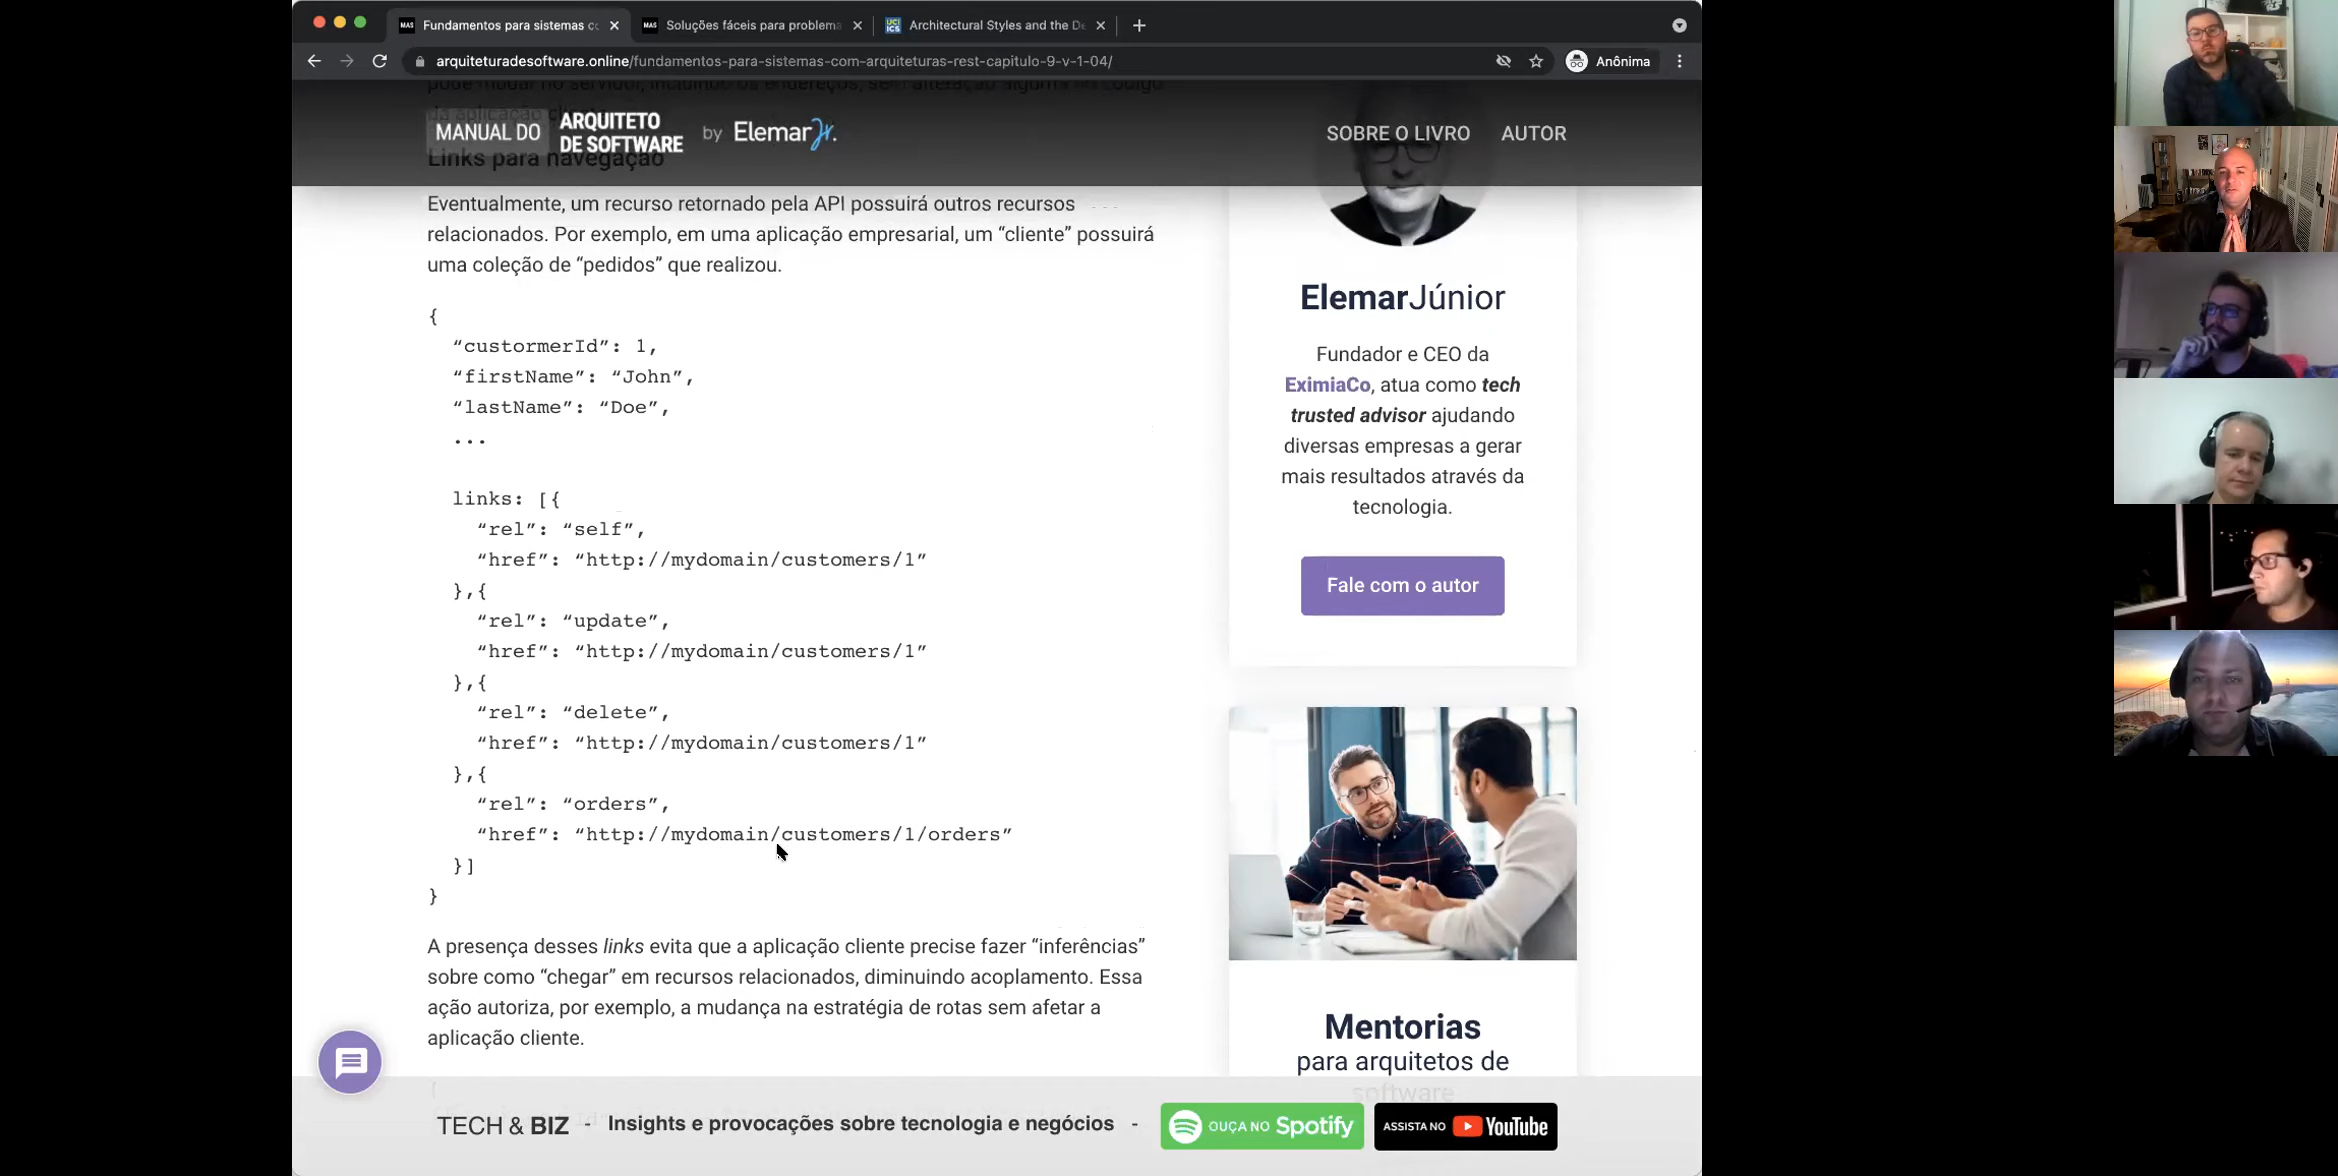 Fundamentos para sistemas co
Soluções fáceis para problema
Architectural Styles and the De
arquiteturadesoftware.online/fundamentos-para-sistemas-com-arquiteturas-rest-capitulo-9-v-1-04/
Anônima
MANUAL DO ARQUITETO DE SOFTWARE by ElemarJr.
SOBRE O LIVRO AUTOR
Links para navegação
Eventualmente, um recurso retornado pela API possuirá outros recursos
relacionados. Por exemplo, em uma aplicação empresarial, um “cliente” possuirá
uma coleção de “pedidos” que realizou.
{
“custormerId”: 1,
“firstName”: “John”,
“lastName”: “Doe”,
...
links: [{
“rel”: “self”,
“href”: “http://mydomain/customers/1”
},{
“rel”: “update”,
“href”: “http://mydomain/customers/1”
},{
“rel”: “delete”,
“href”: “http://mydomain/customers/1”
},{
“rel”: “orders”,
“href”: “http://mydomain/customers/1/orders”
}]
}
A presença desses links evita que a aplicação cliente precise fazer “inferências”
sobre como “chegar” em recursos relacionados, diminuindo acoplamento. Essa
ação autoriza, por exemplo, a mudança na estratégia de rotas sem afetar a
aplicação cliente.
ElemarJúnior
Fundador e CEO da
EximiaCo, atua como tech
trusted advisor ajudando
diversas empresas a gerar
mais resultados através da
tecnologia.
Fale com o autor
Mentorias
para arquitetos de
software
TECH & BIZ - Insights e provocações sobre tecnologia e negócios -
OUÇA NO Spotify
ASSISTA NO YouTube